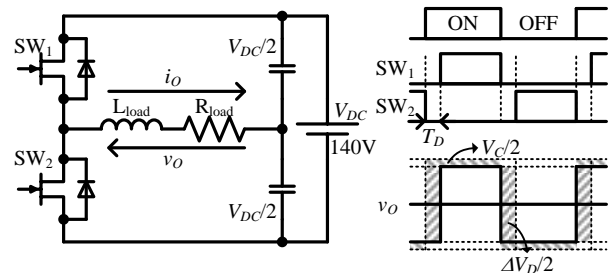 SW1
iO
VDC/2
Lload
Rload
vO
SW2
VDC/2
VDC
140V
ON
OFF
SW1
SW2
TD
VC/2
vO
ΔVD/2